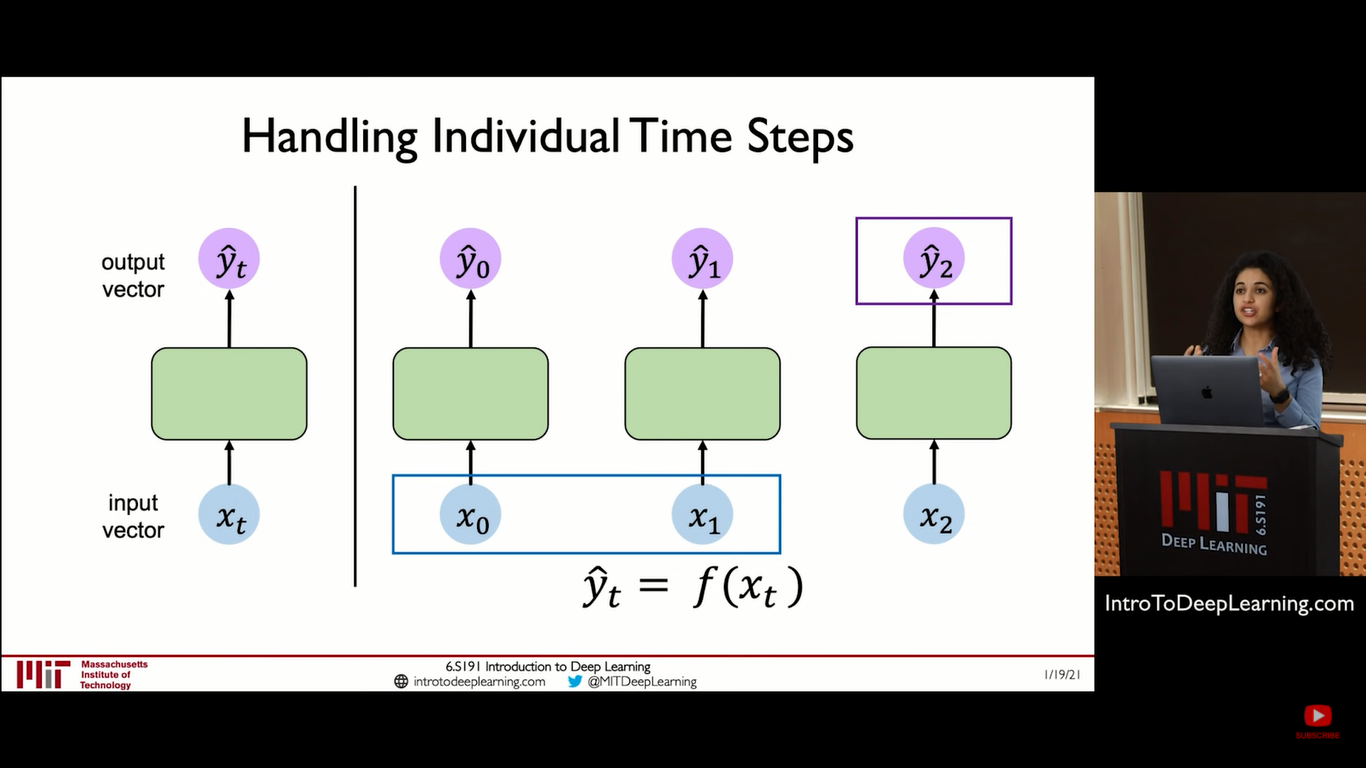 Handling Individual Time Steps
output
vector
ŷₜ
ŷ₀
ŷ₁
ŷ₂
input
vector
xₜ
x₀
x₁
x₂
ŷₜ = f(xₜ)
Massachusetts
Institute of
Technology
6.S191 Introduction to Deep Learning
introtodeeplearning.com @MITDeepLearning
1/19/21
MIT 6.S191
DEEP LEARNING
IntroToDeepLearning.com
SUBSCRIBE